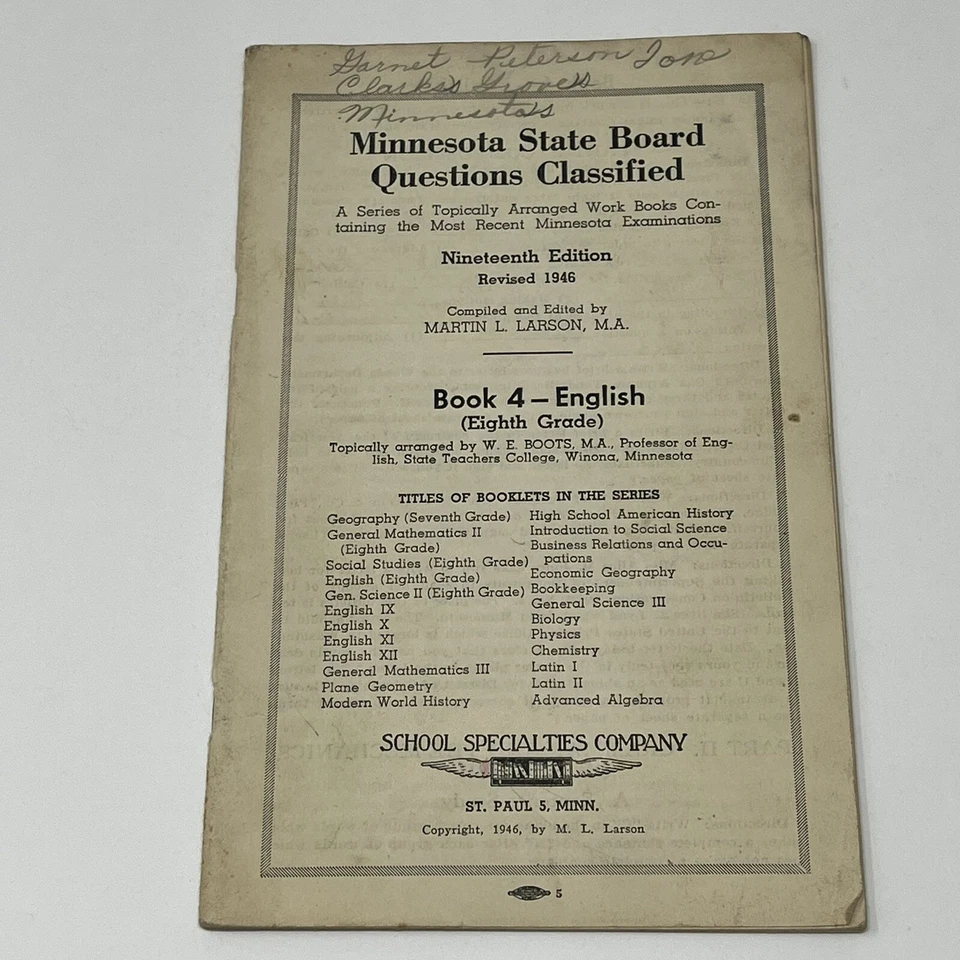 Garnet Peterson
Clarks Grove
Minnesota
Minnesota State Board
Questions Classified
A Series of Topically Arranged Work Books Con-
taining the Most Recent Minnesota Examinations
Nineteenth Edition
Revised 1946
Compiled and Edited by
MARTIN L. LARSON, M.A.
Book 4 — English
(Eighth Grade)
Topically arranged by W. E. BOOTS, M.A., Professor of Eng-
lish, State Teachers College, Winona, Minnesota
TITLES OF BOOKLETS IN THE SERIES
Geography (Seventh Grade)
General Mathematics II
(Eighth Grade)
Social Studies (Eighth Grade)
English (Eighth Grade)
Gen. Science II (Eighth Grade)
English IX
English X
English XI
English XII
General Mathematics III
Plane Geometry
Modern World History
High School American History
Introduction to Social Science
Business Relations and Occu-
pations
Economic Geography
Bookkeeping
General Science III
Biology
Physics
Chemistry
Latin I
Latin II
Advanced Algebra
SCHOOL SPECIALTIES COMPANY
ST. PAUL 5, MINN.
Copyright, 1946, by M. L. Larson
5